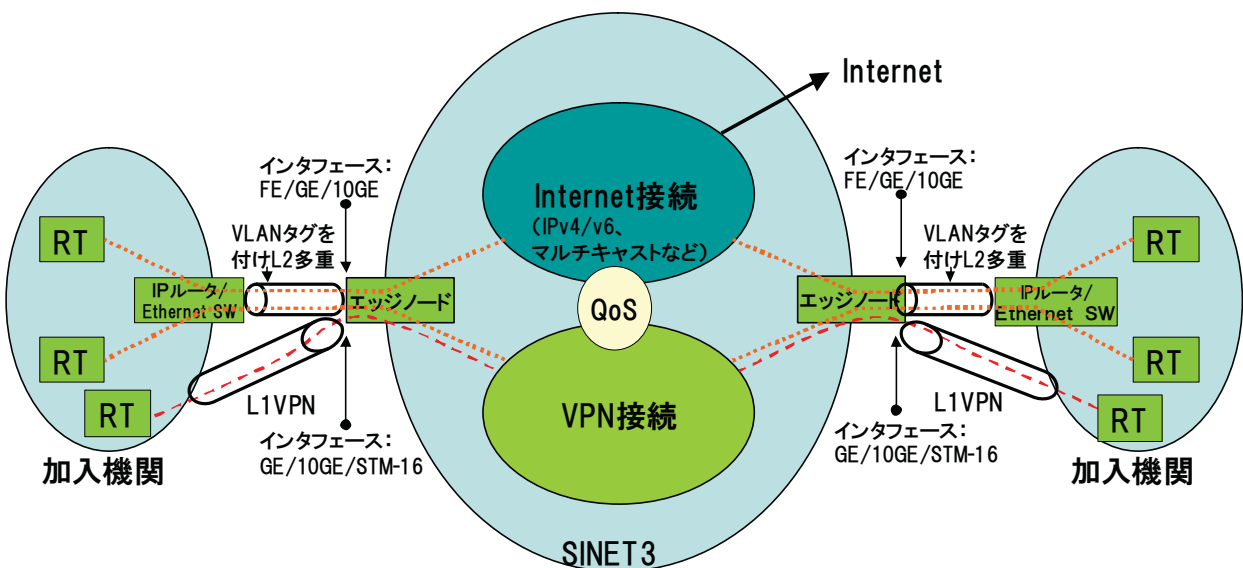 Internet
インタフェース：
FE/GE/10GE
インタフェース：
FE/GE/10GE
Internet接続
（IPv4/v6、
マルチキャストなど）
RT
VLANタグを
付けL2多重
VLANタグを
付けL2多重
RT
IPルータ/
Ethernet SW
エッジノード
QoS
エッジノード
IPルータ/
Ethernet SW
RT
RT
RT
L1VPN
VPN接続
L1VPN
RT
インタフェース：
GE/10GE/STM-16
インタフェース：
GE/10GE/STM-16
加入機関
加入機関
SINET3